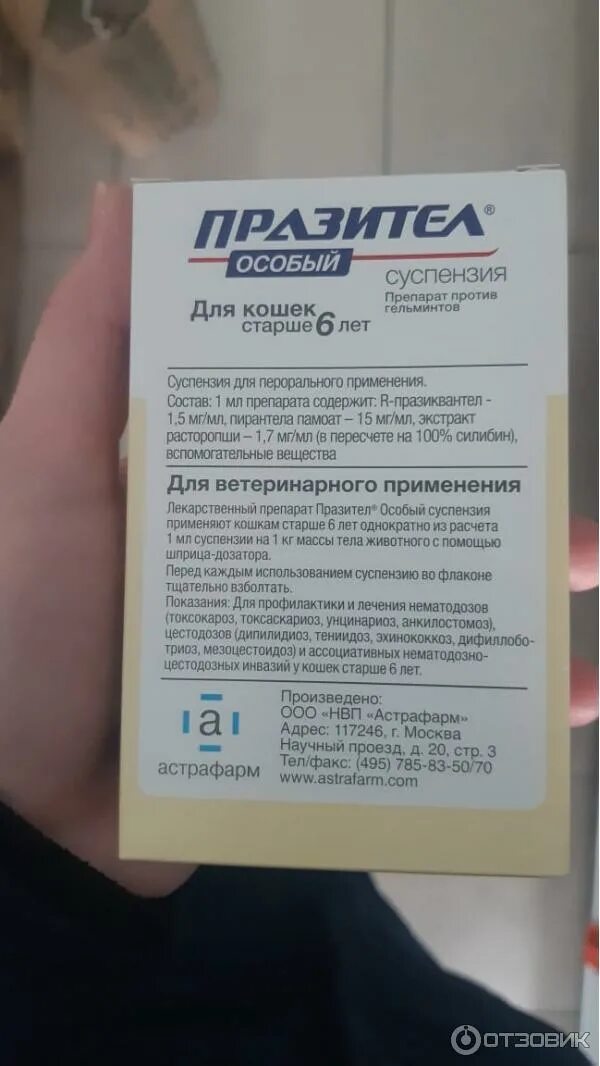 ПРАЗИТЕЛ®
ОСОБЫЙ
суспензия
Препарат против
гельминтов
Для кошек
старше 6 лет
Суспензия для перорального применения.
Состав: 1 мл препарата содержит: R-празиквантел -
1,5 мг/мл, пирантела памоат – 15 мг/мл, экстракт
расторопши – 1,7 мг/мл (в пересчете на 100% силибин),
вспомогательные вещества
Для ветеринарного применения
Лекарственный препарат Празител® Особый суспензия
применяют кошкам старше 6 лет однократно из расчета
1 мл суспензии на 1 кг массы тела животного с помощью
шприца-дозатора.
Перед каждым использованием суспензию во флаконе
тщательно взболтать.
Показания: Для профилактики и лечения нематодозов
(токсокароз, токсаскариоз, унцинариоз, анкилостомоз),
цестодозов (дипилидиоз, тениидоз, эхинококкоз, дифиллобо-
триоз, мезоцестоидоз) и ассоциативных нематодозно-
цестодозных инвазий у кошек старше 6 лет.
а
астрафарм
Произведено:
ООО «НВП «Астрафарм»
Адрес: 117246, г. Москва
Научный проезд, д. 20, стр. 3
Тел/факс: (495) 785-83-50/70
www.astrafarm.com
ОТЗОВИК